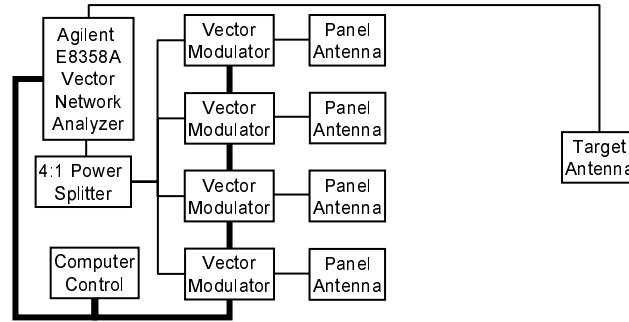 Agilent
E8358A
Vector
Network
Analyzer
4:1 Power
Splitter
Computer
Control
Vector
Modulator
Panel
Antenna
Vector
Modulator
Panel
Antenna
Vector
Modulator
Panel
Antenna
Vector
Modulator
Panel
Antenna
Target
Antenna